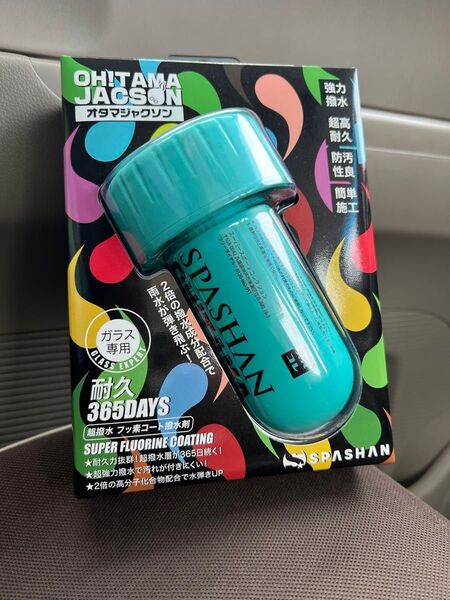 OH!TAMA
JACSON
オタマジャクソン
強力
撥水
超高
耐久
防汚
性良
簡単
施工
SPASHAN
2倍の撥水成分配合で
雨水が弾き飛ぶ!
ガラス
専用
GLASS EXPERT
耐久
365DAYS
超撥水 フッ素コート撥水剤
SUPER FLUORINE COATING
★耐久力抜群!超撥水層が365日続く!
★超強力撥水で汚れが付きにくい!
★2倍の高分子化合物配合で水弾きUP
SPASHAN